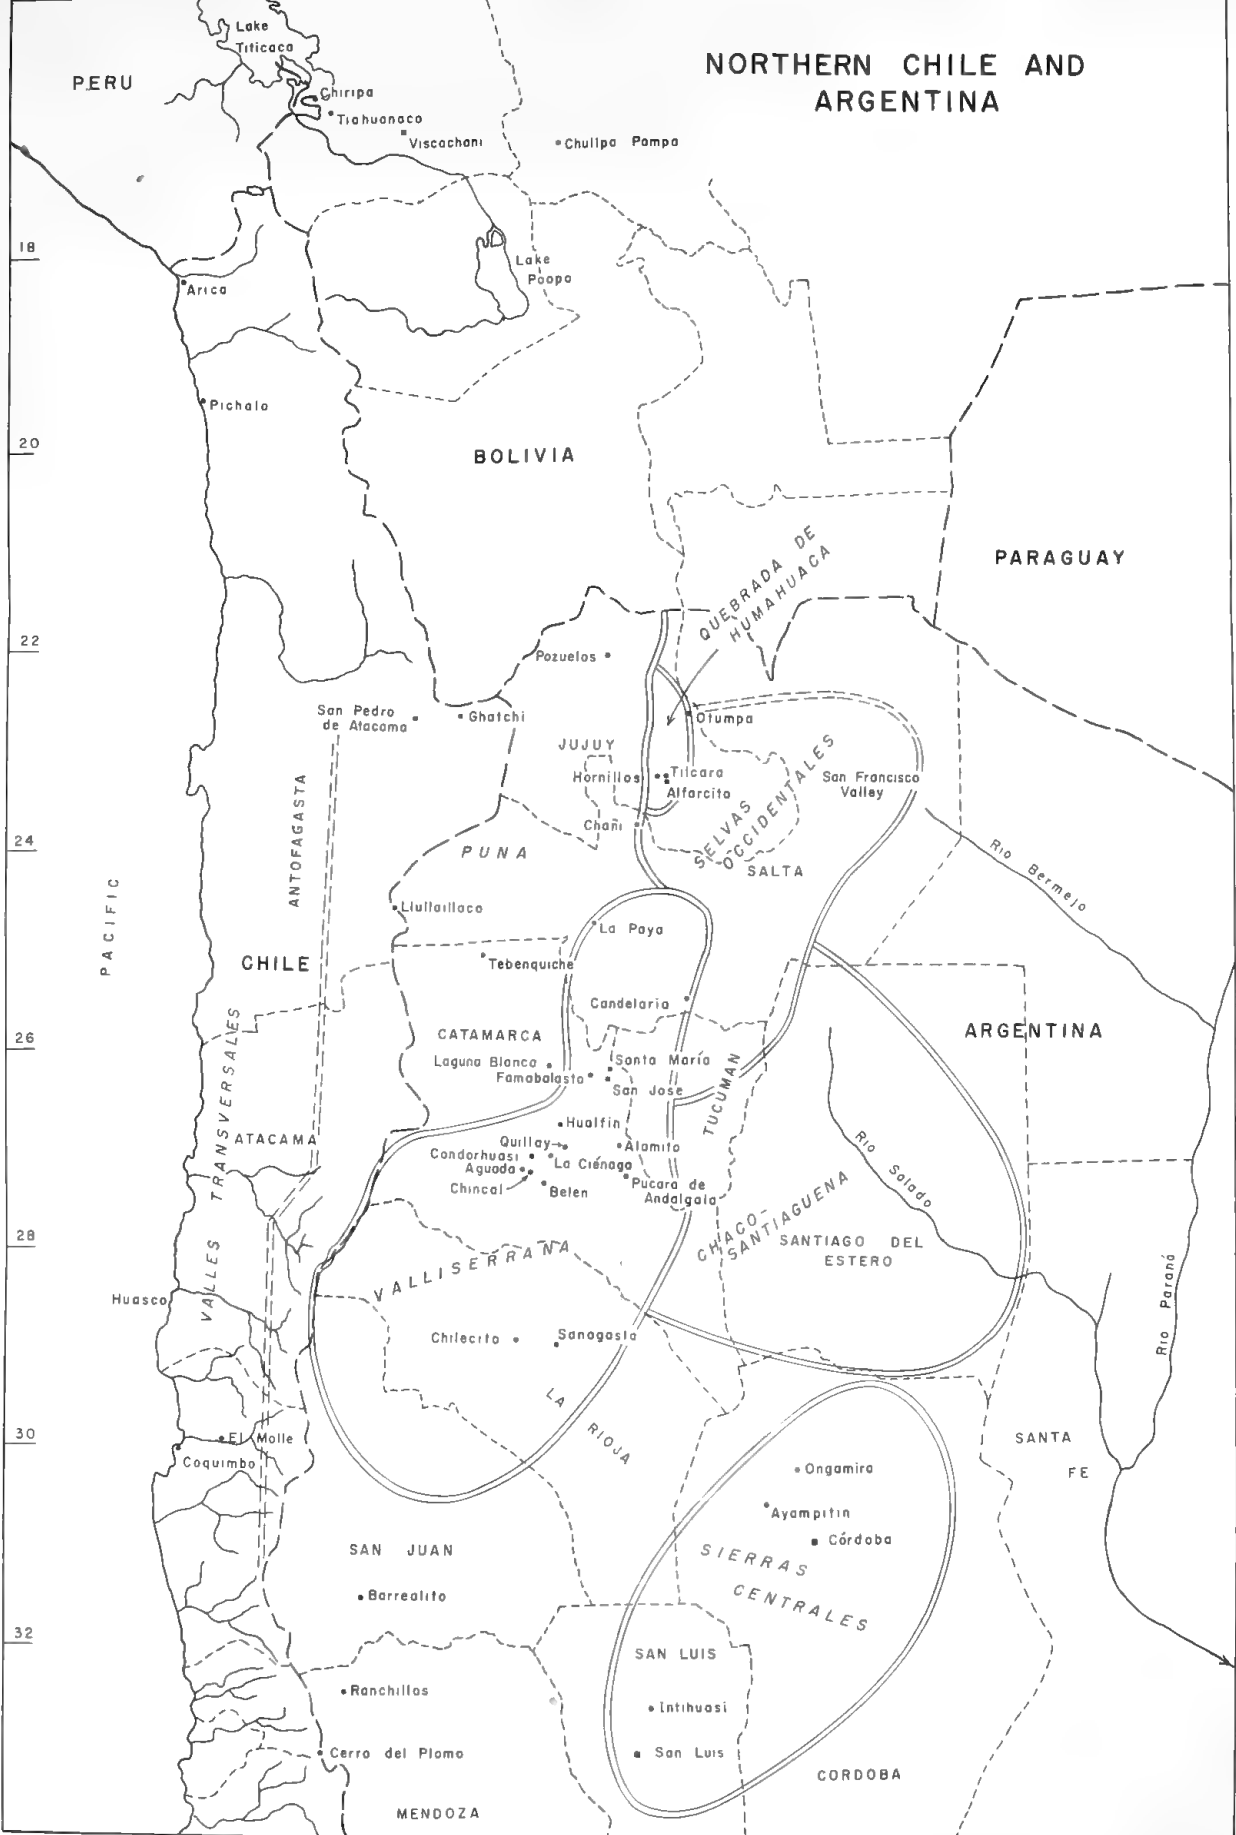 NORTHERN CHILE AND
ARGENTINA
Lake
Titicaca
PERU
Chiripa
Tiahuanaco
Viscachani
Chullpa Pampa
18
Lake
Poopo
Arica
Pichalo
20
BOLIVIA
PARAGUAY
QUEBRADA DE
HUMAHUACA
22
Pozuelos
San Pedro
de Atacama
Ghatchi
Otumpa
JUJUY
Hornillos
Tilcara
Alfarcito
San Francisco
Valley
Chañi
ANTOFAGASTA
24
PUNA
SELVAS
OCCIDENTALES
SALTA
Rio Bermejo
PACIFIC
Llullaillaco
La Paya
CHILE
Tebenquiche
Candelaria
26
CATAMARCA
ARGENTINA
Laguna Blanca
Santa María
Famabalasto
San Jose
TUCUMAN
VALLES TRANSVERSALES
ATACAMA
Hualfin
Quillay
Alamito
Condorhuasi
La Ciénaga
Aguada
Chincal
Belen
Pucara de
Andalgala
Rio Salado
CHACO-
SANTIAGUENA
28
SANTIAGO DEL
ESTERO
VALLISERRANA
Rio Paraná
Huasco
Chilecito
Sanagasta
LA
RIOJA
30
El Molle
Coquimbo
SANTA
FE
Ongamira
Ayampitin
Córdoba
SAN JUAN
SIERRAS
CENTRALES
Barrealito
32
SAN LUIS
Ranchillos
Intihuasi
Cerro del Plomo
San Luis
CORDOBA
MENDOZA